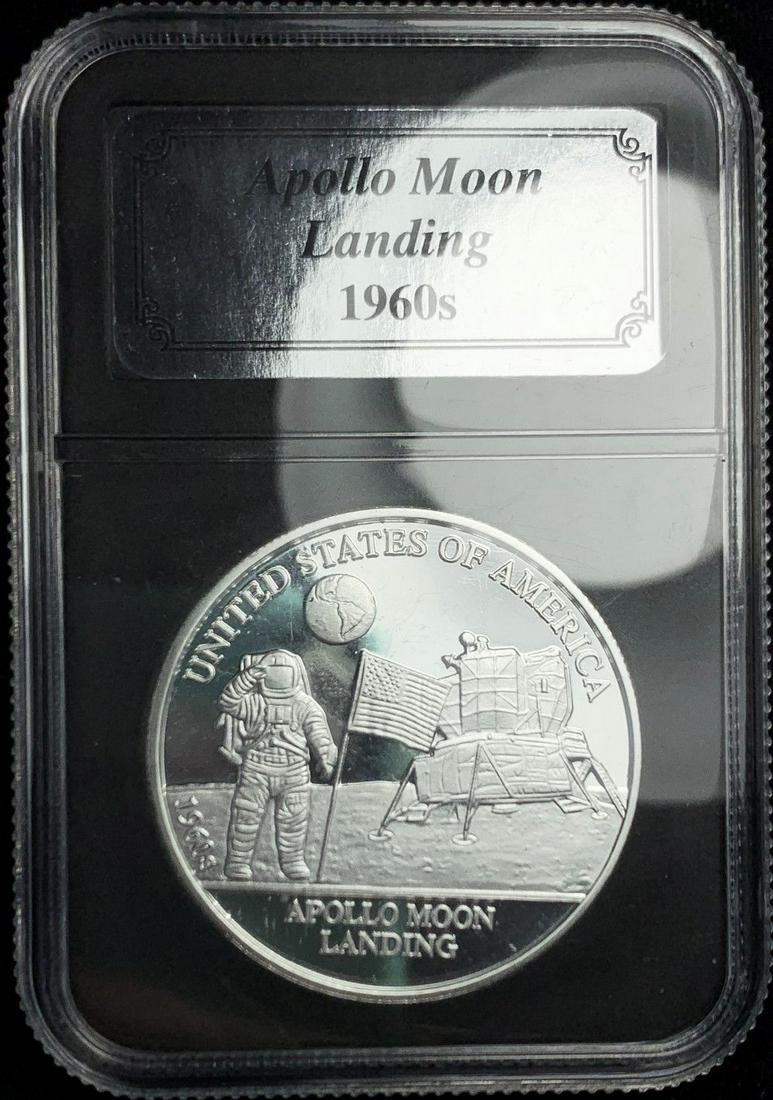 Apollo Moon
Landing
1960s
UNITED STATES OF AMERICA
1960s
APOLLO MOON
LANDING